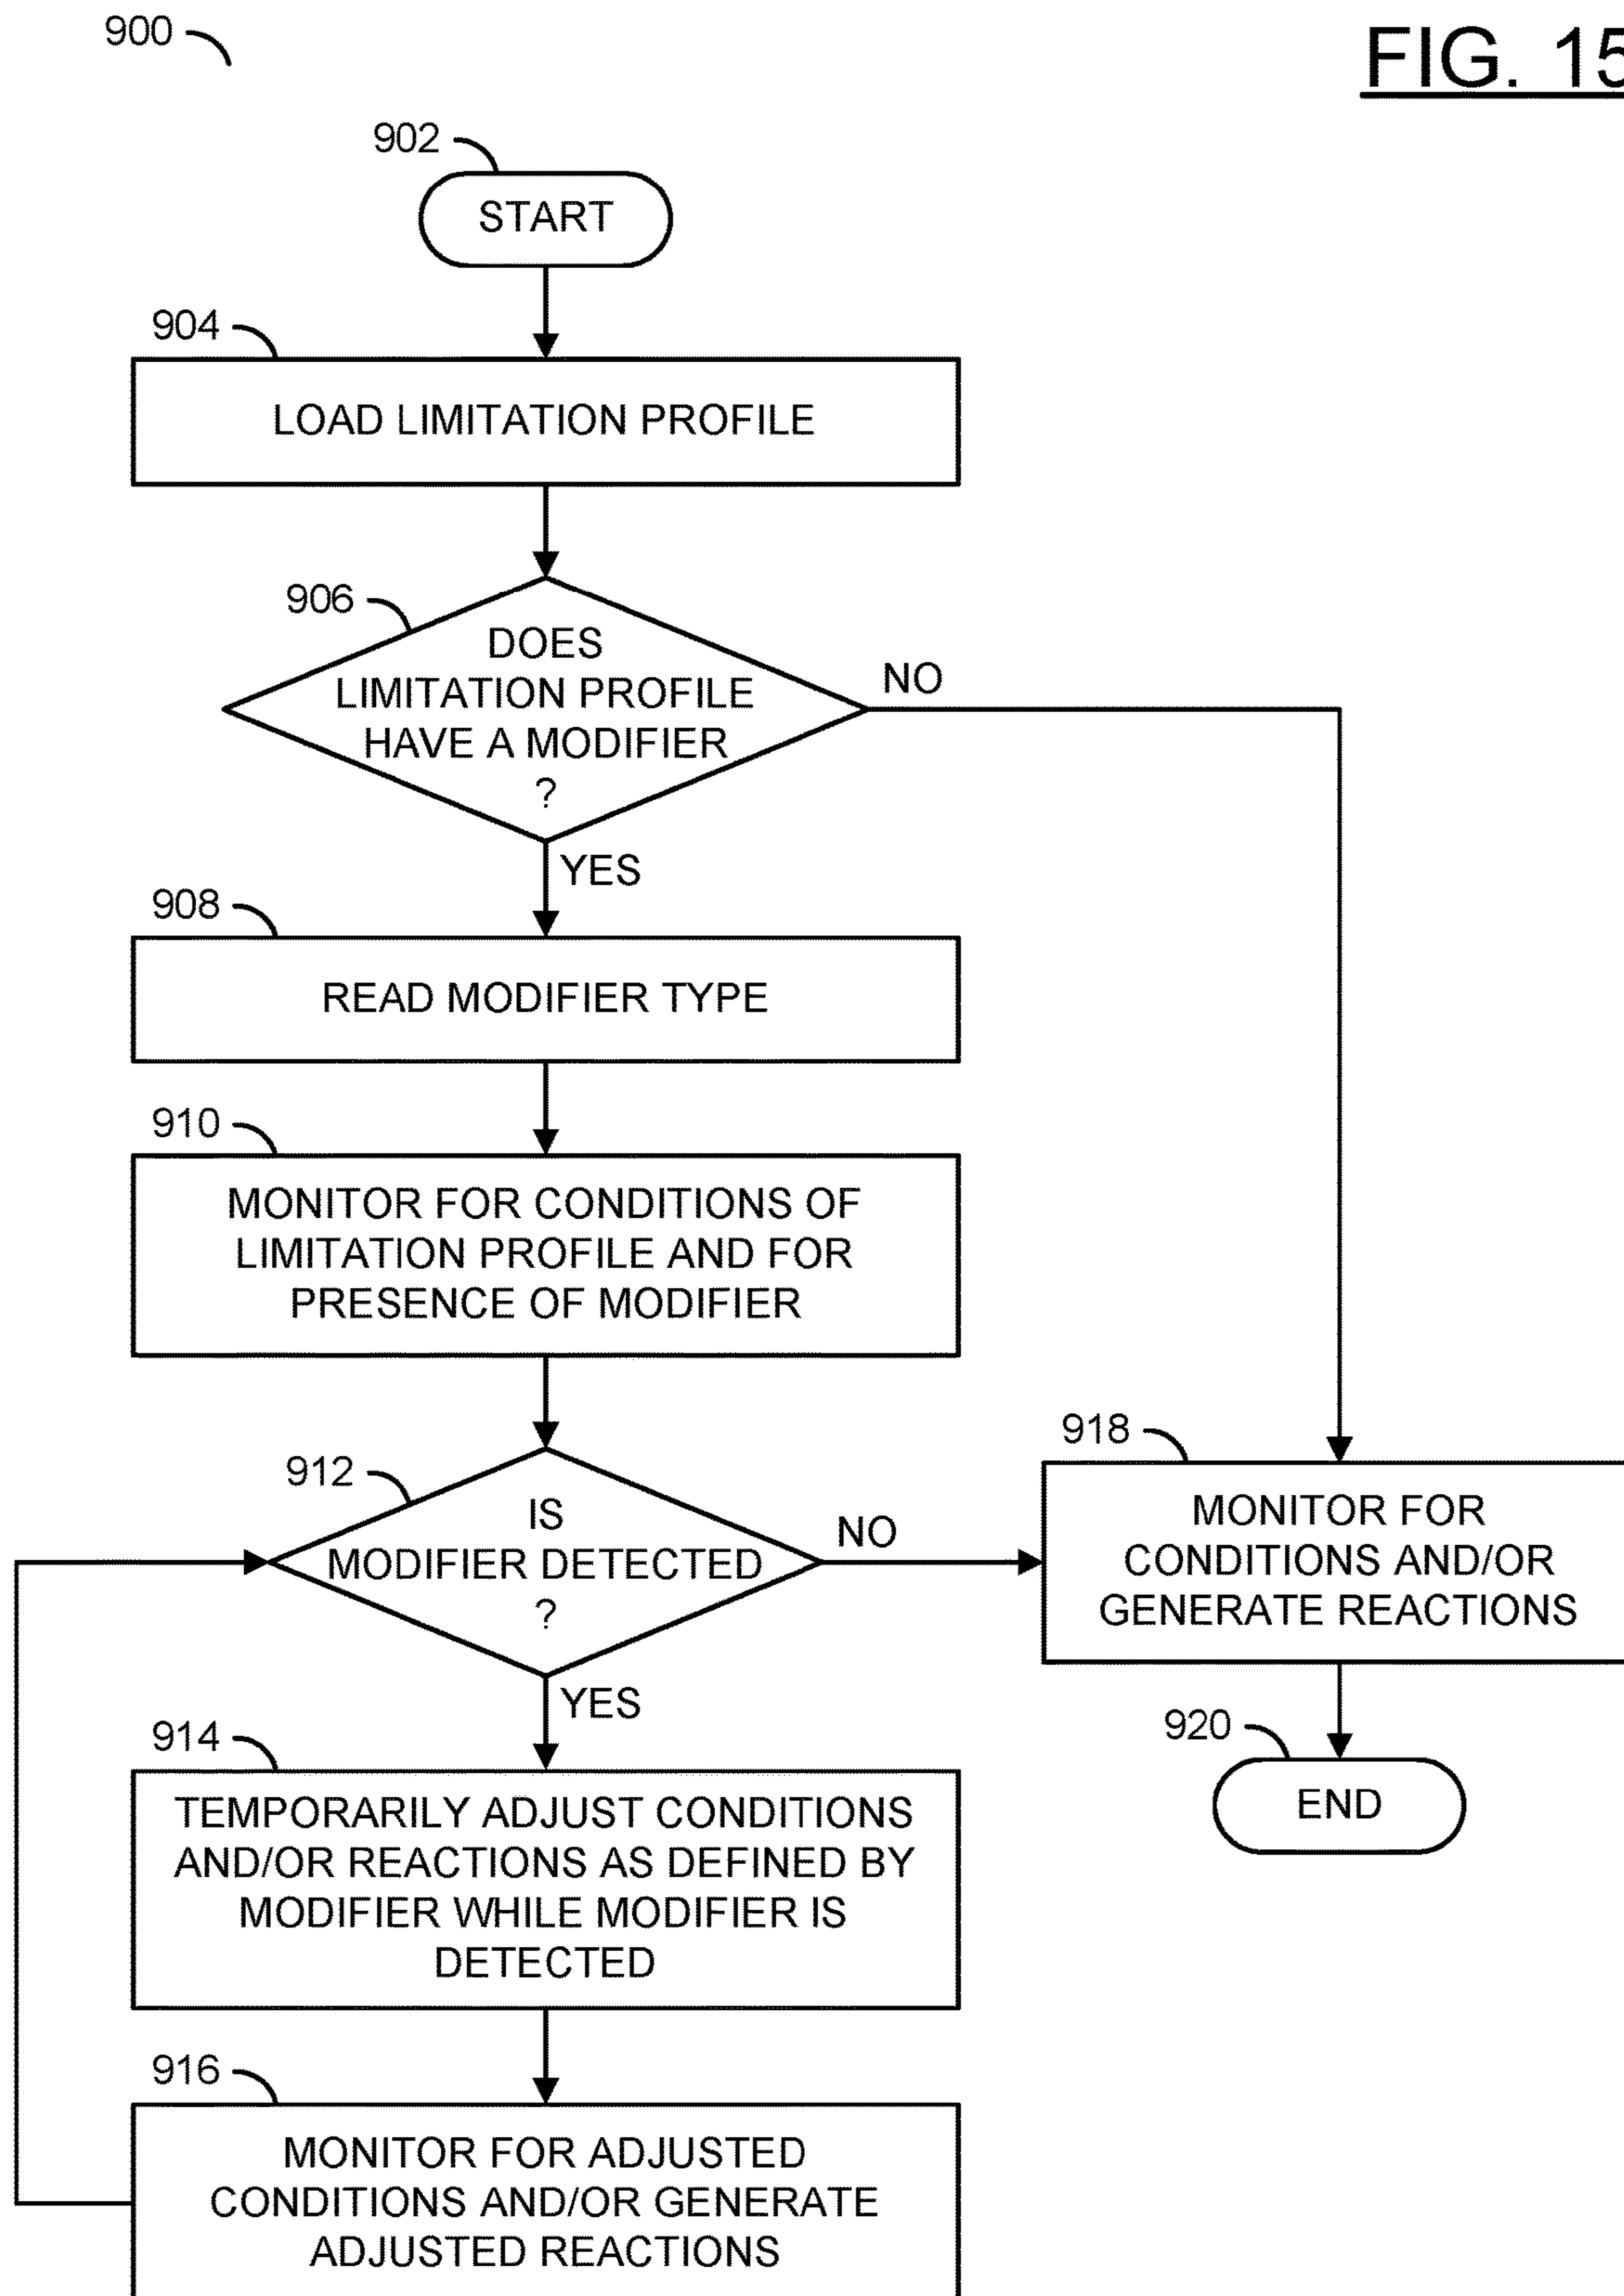 900
FIG. 15
902
START
904
LOAD LIMITATION PROFILE
906
DOES
LIMITATION PROFILE
HAVE A MODIFIER
?
NO
YES
908
READ MODIFIER TYPE
910
MONITOR FOR CONDITIONS OF
LIMITATION PROFILE AND FOR
PRESENCE OF MODIFIER
912
IS
MODIFIER DETECTED
?
NO
YES
918
MONITOR FOR
CONDITIONS AND/OR
GENERATE REACTIONS
914
TEMPORARILY ADJUST CONDITIONS
AND/OR REACTIONS AS DEFINED BY
MODIFIER WHILE MODIFIER IS
DETECTED
920
END
916
MONITOR FOR ADJUSTED
CONDITIONS AND/OR GENERATE
ADJUSTED REACTIONS